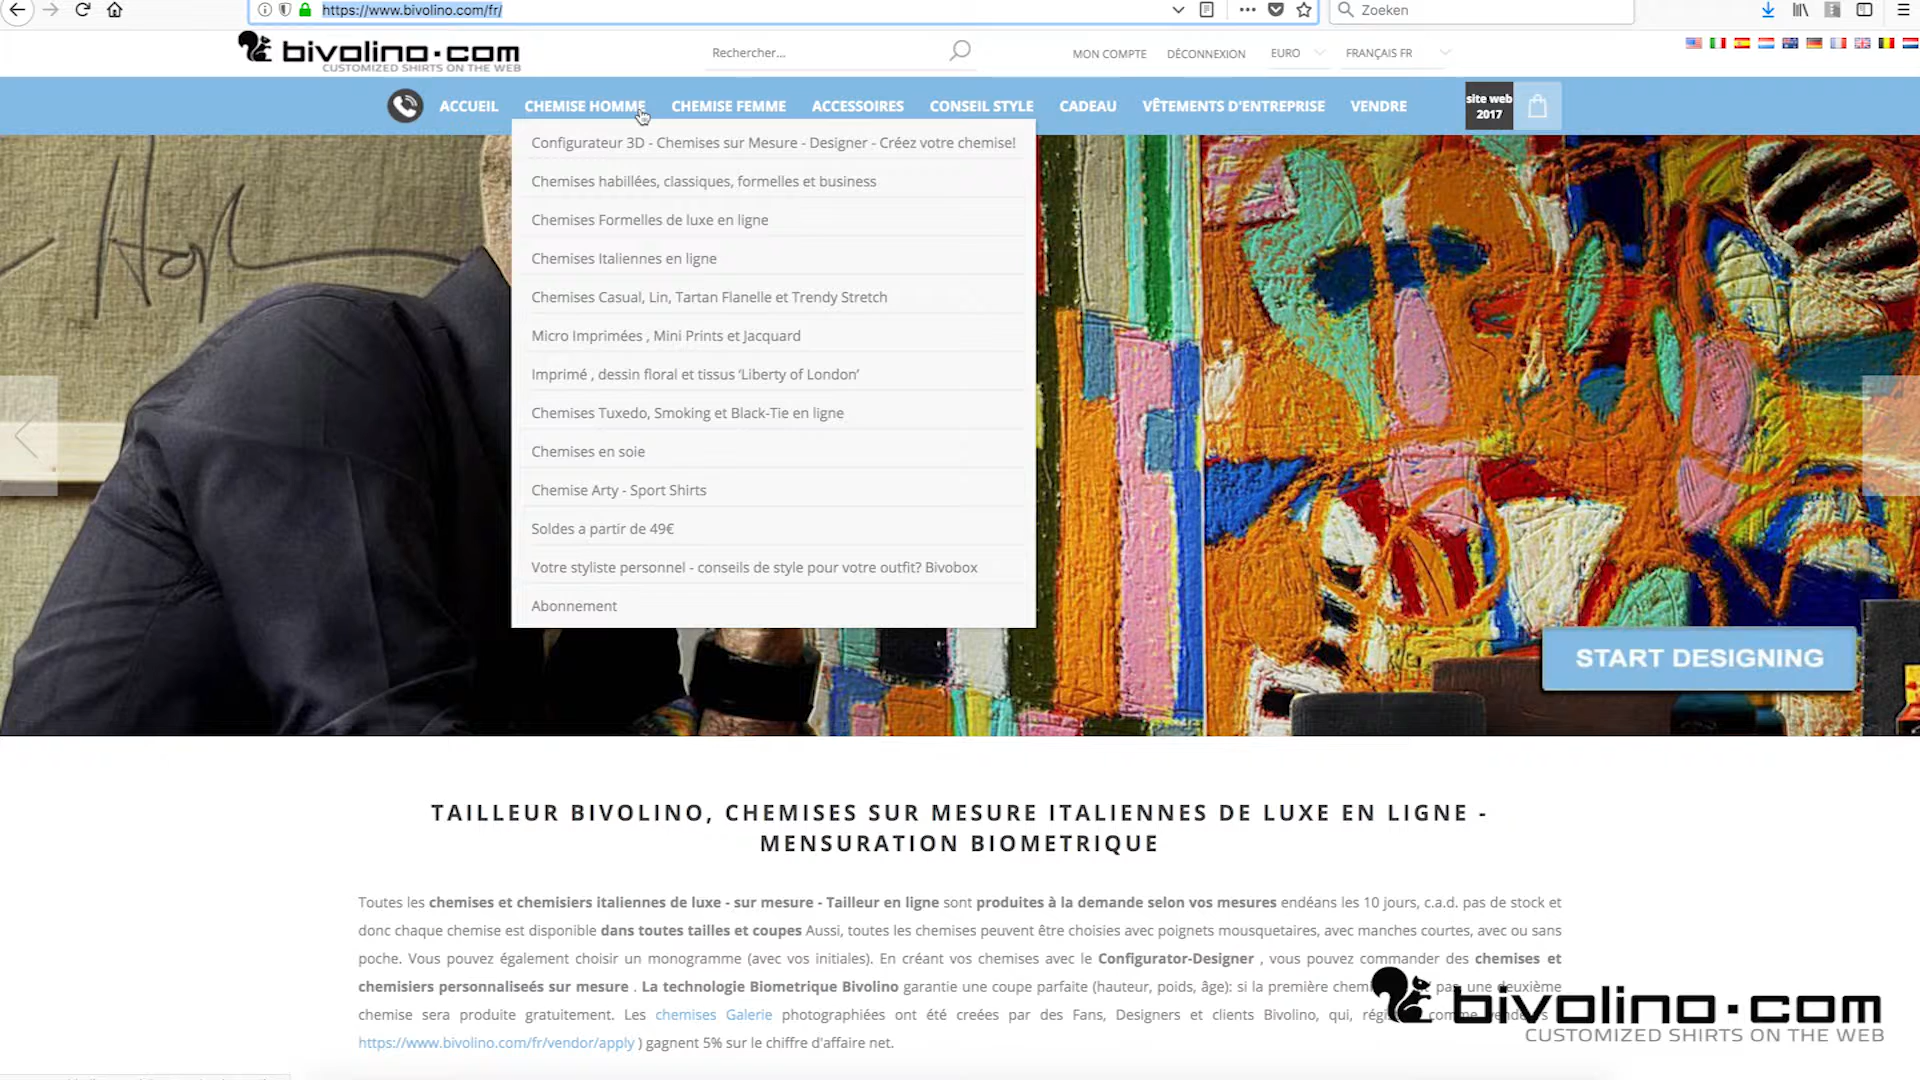 https://www.bivolino.com/fr/
Zoeken
bivolino.com
CUSTOMIZED SHIRTS ON THE WEB
Rechercher...
MON COMPTE
DÉCONNEXION
EURO
FRANÇAIS FR
ACCUEIL
CHEMISE HOMME
CHEMISE FEMME
ACCESSOIRES
CONSEIL STYLE
CADEAU
VÊTEMENTS D'ENTREPRISE
VENDRE
site web
2017
Configurateur 3D - Chemises sur Mesure - Designer - Créez votre chemise!
Chemises habillées, classiques, formelles et business
Chemises Formelles de luxe en ligne
Chemises Italiennes en ligne
Chemises Casual, Lin, Tartan Flanelle et Trendy Stretch
Micro Imprimées , Mini Prints et Jacquard
Imprimé , dessin floral et tissus ‘Liberty of London’
Chemises Tuxedo, Smoking et Black-Tie en ligne
Chemises en soie
Chemise Arty - Sport Shirts
Soldes a partir de 49€
Votre styliste personnel - conseils de style pour votre outfit? Bivobox
Abonnement
START DESIGNING
TAILLEUR BIVOLINO, CHEMISES SUR MESURE ITALIENNES DE LUXE EN LIGNE -
MENSURATION BIOMETRIQUE
Toutes les chemises et chemisiers italiennes de luxe - sur mesure - Tailleur en ligne sont produites à la demande selon vos mesures endéans les 10 jours, c.a.d. pas de stock et
donc chaque chemise est disponible dans toutes tailles et coupes Aussi, toutes les chemises peuvent être choisies avec poignets mousquetaires, avec manches courtes, avec ou sans
poche. Vous pouvez également choisir un monogramme (avec vos initiales). En créant vos chemises avec le Configurator-Designer , vous pouvez commander des chemises et
chemisiers personnaliseés sur mesure . La technologie Biometrique Bivolino garantie une coupe parfaite (hauteur, poids, âge): si la première pas, une deuxième
chemise sera produite gratuitement. Les chemises Galerie photographiées ont été creées par des Fans, Designers et clients Bivolino, qui,
https://www.bivolino.com/fr/vendor/apply ) gagnent 5% sur le chiffre d'affaire net.
bivolino.com
CUSTOMIZED SHIRTS ON THE WEB